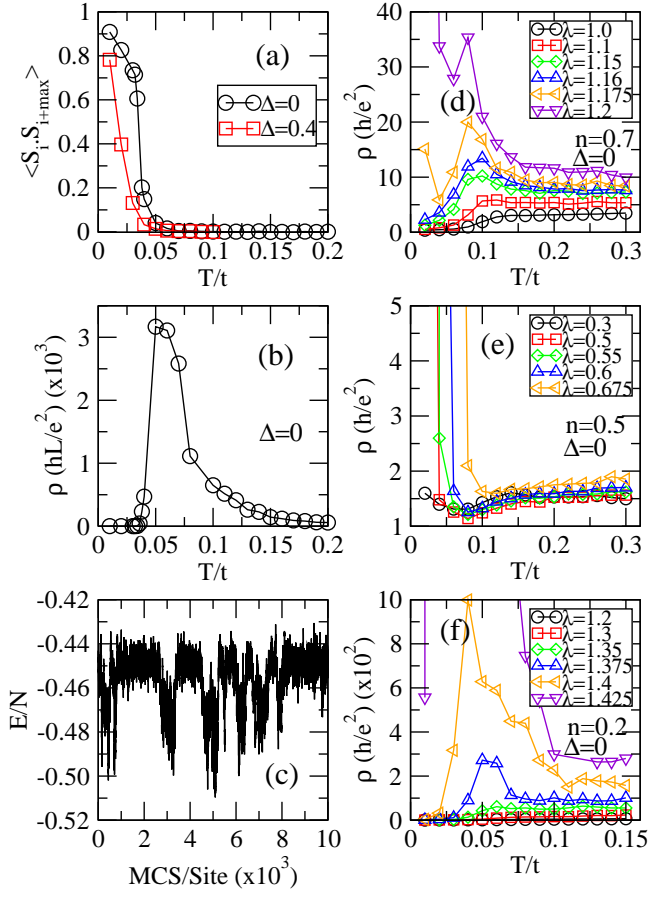 <S_i.S_{i+max}>
1
0.8
0.6
0.4
0.2
0
0
0.05
0.1
0.15
0.2
T/t
(a)
Δ=0
Δ=0.4
ρ (hL/e²) (x10³)
3
2
1
0
0
0.05
0.1
0.15
0.2
T/t
(b)
Δ=0
E/N
-0.42
-0.44
-0.46
-0.48
-0.50
-0.52
0
2
4
6
8
10
MCS/Site (x10³)
(c)
ρ (h/e²)
40
30
20
10
0
0
0.1
0.2
0.3
T/t
(d)
λ=1.0
λ=1.1
λ=1.15
λ=1.16
λ=1.175
λ=1.2
n=0.7
Δ=0
ρ (h/e²)
5
4
3
2
1
0
0.1
0.2
0.3
T/t
(e)
λ=0.3
λ=0.5
λ=0.55
λ=0.6
λ=0.675
n=0.5
Δ=0
ρ (h/e²) (x10²)
10
8
6
4
2
0
0
0.05
0.1
0.15
T/t
(f)
λ=1.2
λ=1.3
λ=1.35
λ=1.375
λ=1.4
λ=1.425
n=0.2
Δ=0